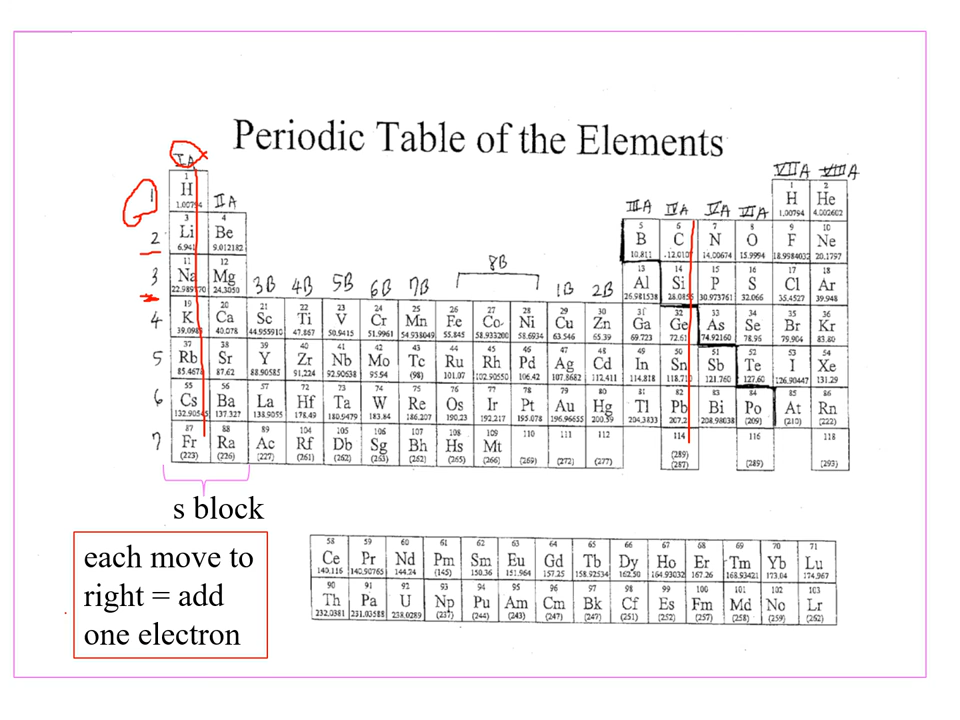 Periodic Table of the Elements
IA VIIA VIIIA
1 1 2
1 H H He
1.00794 IIA IIIA IVA VA VIA 1.00794 4.002602
3 4 5 6 7 8 9 10
2 Li Be B C N O F Ne
6.941 9.012182 10.811 12.0107 14.00674 15.9994 18.9984032 20.1797
11 12 8B 13 14 15 16 17 18
3 Na Mg 3B 4B 5B 6B 7B 1B 2B Al Si P S Cl Ar
22.989770 24.3050 26.981538 28.0855 30.973761 32.066 35.4527 39.948
19 20 21 22 23 24 25 26 27 28 29 30 31 32 33 34 35 36
4 K Ca Sc Ti V Cr Mn Fe Co Ni Cu Zn Ga Ge As Se Br Kr
39.0983 40.078 44.955910 47.867 50.9415 51.9961 54.938049 55.845 58.933200 58.6934 63.546 65.39 69.723 72.61 74.92160 78.96 79.904 83.80
37 38 39 40 41 42 43 44 45 46 47 48 49 50 51 52 53 54
5 Rb Sr Y Zr Nb Mo Tc Ru Rh Pd Ag Cd In Sn Sb Te I Xe
85.4678 87.62 88.90585 91.224 92.90638 95.94 (98) 101.07 102.90550 106.42 107.8682 112.411 114.818 118.710 121.760 127.60 126.90447 131.29
55 56 57 72 73 74 75 76 77 78 79 80 81 82 83 84 85 86
6 Cs Ba La Hf Ta W Re Os Ir Pt Au Hg Tl Pb Bi Po At Rn
132.90545 137.327 138.9055 178.49 180.9479 183.84 186.207 190.23 192.217 195.078 196.96655 200.59 204.3833 207.2 208.98038 (209) (210) (222)
87 88 89 104 105 106 107 108 109 110 111 112 114 116 118
7 Fr Ra Ac Rf Db Sg Bh Hs Mt
(223) (226) (227) (261) (262) (263) (262) (265) (266) (269) (272) (277) (289) (289) (293)
(287)
s block
each move to
right = add
one electron
58 59 60 61 62 63 64 65 66 67 68 69 70 71
Ce Pr Nd Pm Sm Eu Gd Tb Dy Ho Er Tm Yb Lu
140.116 140.90765 144.24 (145) 150.36 151.964 157.25 158.92534 162.50 164.93032 167.26 168.93421 173.04 174.967
90 91 92 93 94 95 96 97 98 99 100 101 102 103
Th Pa U Np Pu Am Cm Bk Cf Es Fm Md No Lr
232.0381 231.03588 238.0289 (237) (244) (243) (247) (247) (251) (252) (257) (258) (259) (262)